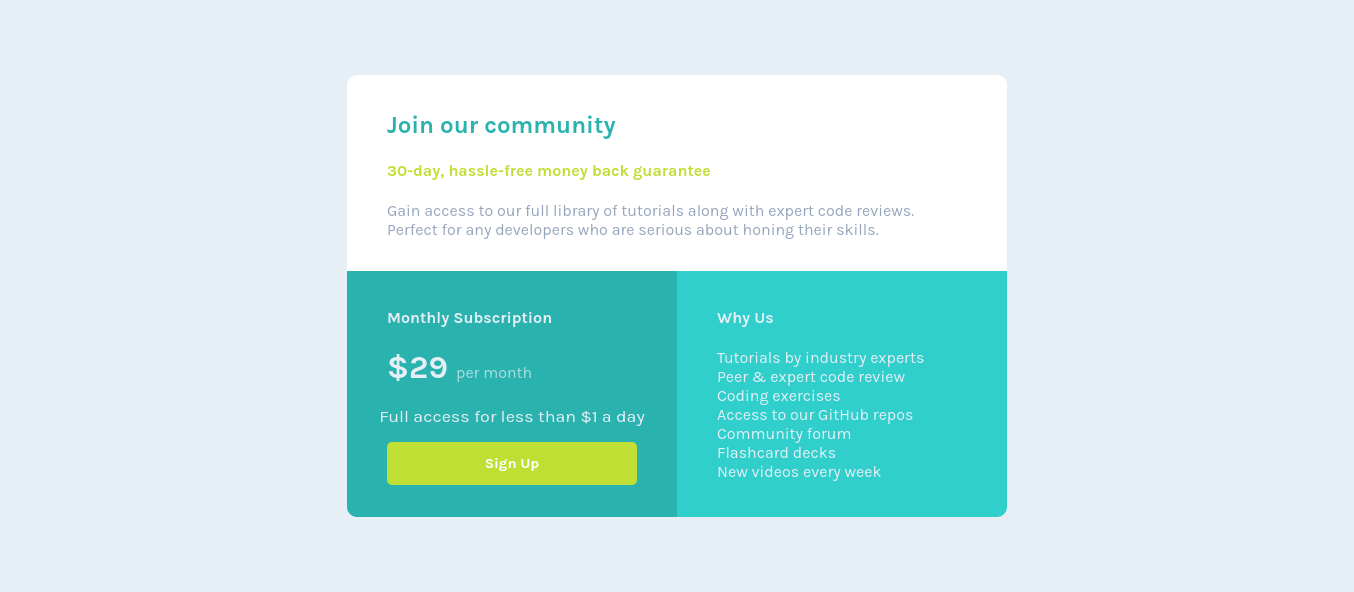 Join our community
30-day, hassle-free money back guarantee
Gain access to our full library of tutorials along with expert code reviews.
Perfect for any developers who are serious about honing their skills.
Monthly Subscription
$29 per month
Full access for less than $1 a day
Sign Up
Why Us
Tutorials by industry experts
Peer & expert code review
Coding exercises
Access to our GitHub repos
Community forum
Flashcard decks
New videos every week